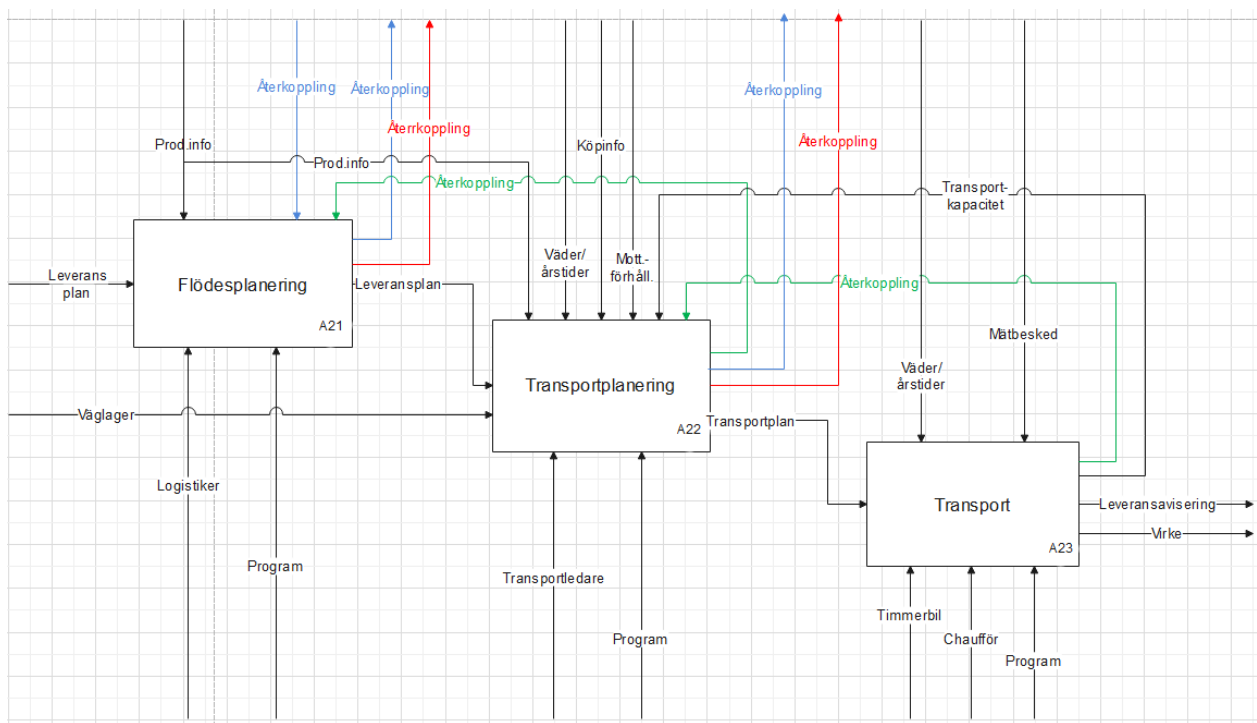 Återkoppling
Återkoppling
Återkoppling
Återrkoppling
Återkoppling
Prod.info
Prod.info
Köpinfo
Återkoppling
Transport-
kapacitet
Leverans
plan
Flödesplanering
A21
Leveransplan
Väder/
årstider
Mott.-
förhåll.
Återkoppling
Mätbesked
Väglager
Transportplanering
A22
Väder/
årstider
Transportplan
Logistiker
Program
Transport
A23
Leveransavisering
Virke
Transportledare
Program
Timmerbil
Chaufför
Program